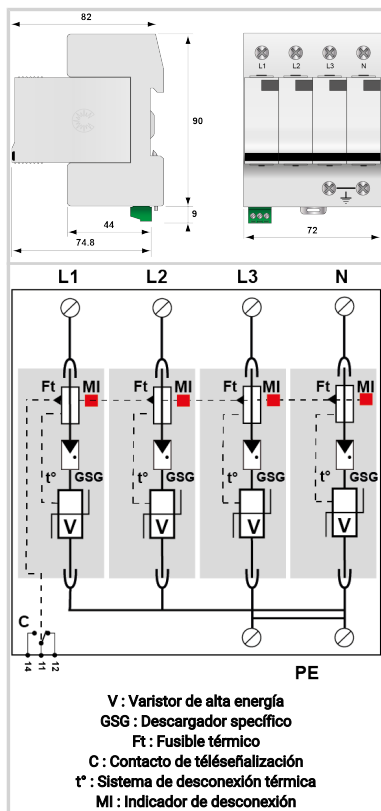 82
90
9
44
74.8
L1 L2 L3 N
72
L1 L2 L3 N
Ft MI Ft MI Ft MI Ft MI
t° GSG t° GSG t° GSG t° GSG
V V V V
C
14 11 12
PE
V : Varistor de alta energía
GSG : Descargador specffico
Ft : Fusible térmico
C : Contacto de téléseñalización
t° : Sistema de desconexión térmica
MI : Indicador de desconexión